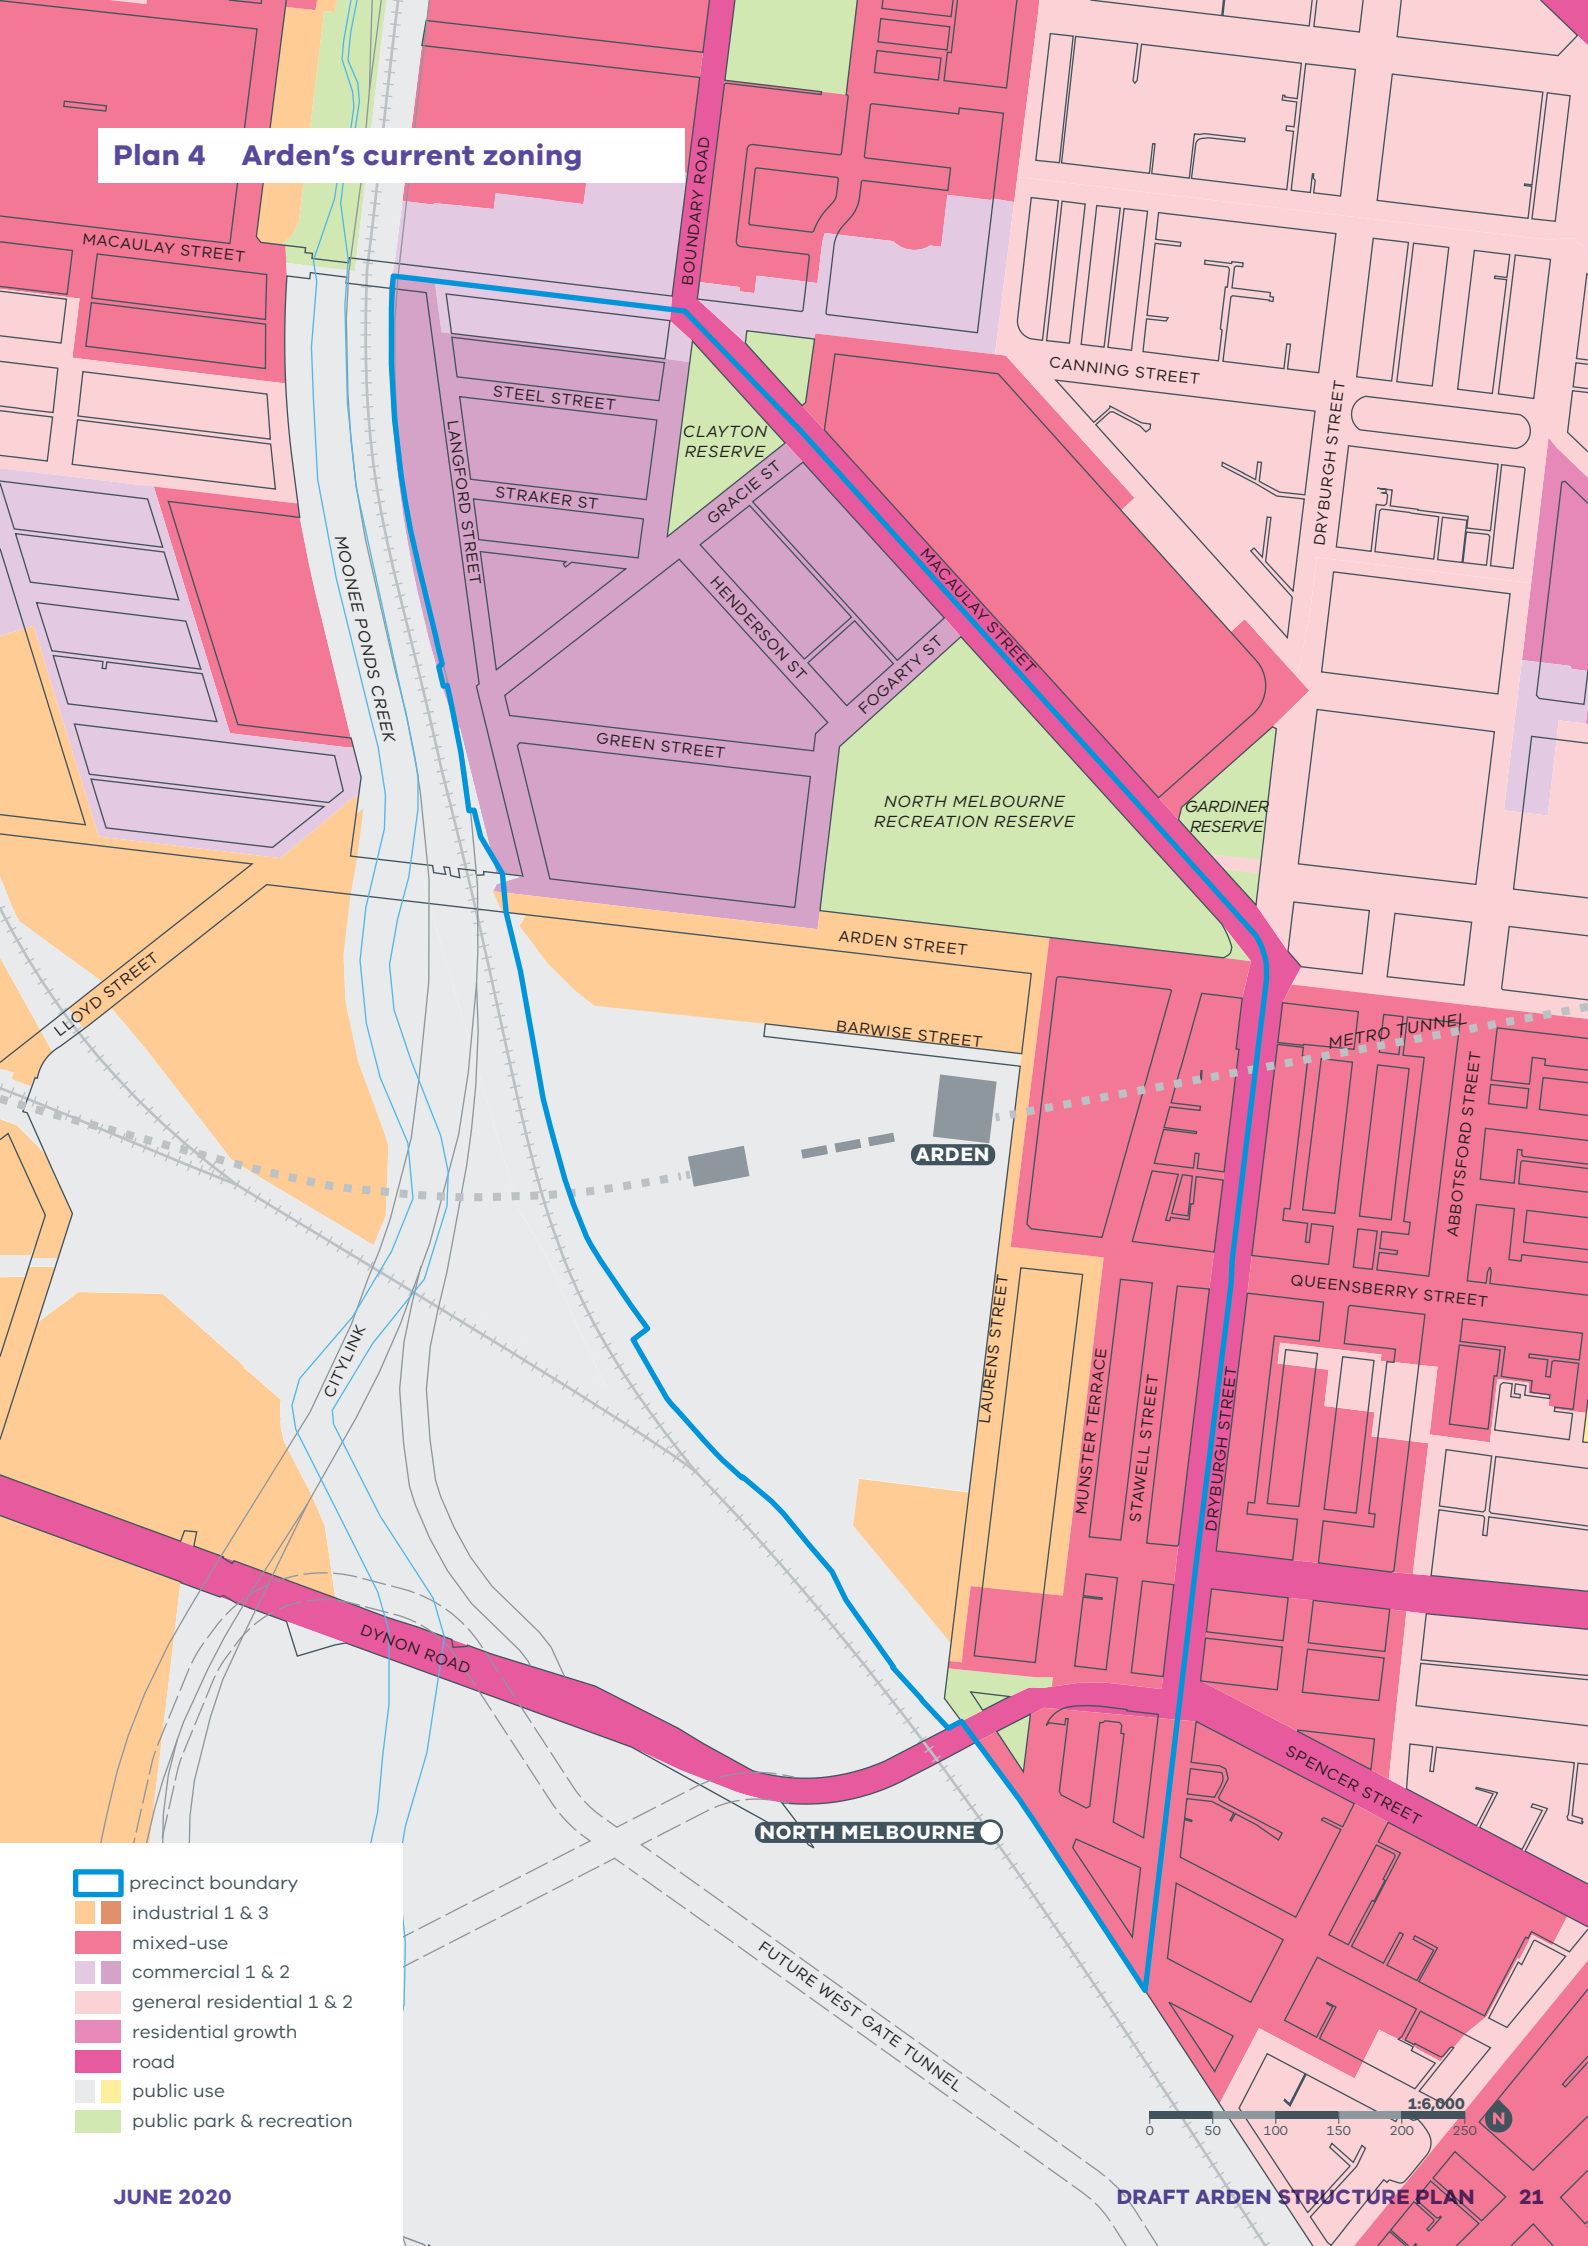 Plan 4 Arden's current zoning
BOUNDARY ROAD
MACAULAY STREET
CANNING STREET
DRYBURGH STREET
STEEL STREET
CLAYTON
RESERVE
LANGFORD STREET
GRACIE ST
STRAKER ST
MOONEE PONDS CREEK
MACAULAY STREET
HENDERSON ST
FOGARTY ST
GREEN STREET
NORTH MELBOURNE
RECREATION RESERVE
GARDINER
RESERVE
ARDEN STREET
LLOYD STREET
BARWISE STREET
METRO TUNNEL
ABBOTSFORD STREET
ARDEN
QUEENSBERRY STREET
LAURENS STREET
CITYLINK
MUNSTER TERRACE
STAWELL STREET
DRYBURGH STREET
DYNON ROAD
SPENCER STREET
NORTH MELBOURNE
FUTURE WEST GATE TUNNEL
precinct boundary
industrial 1 & 3
mixed-use
commercial 1 & 2
general residential 1 & 2
residential growth
road
public use
public park & recreation
1:6,000
N
0 50 100 150 200 250
JUNE 2020
DRAFT ARDEN STRUCTURE PLAN 21